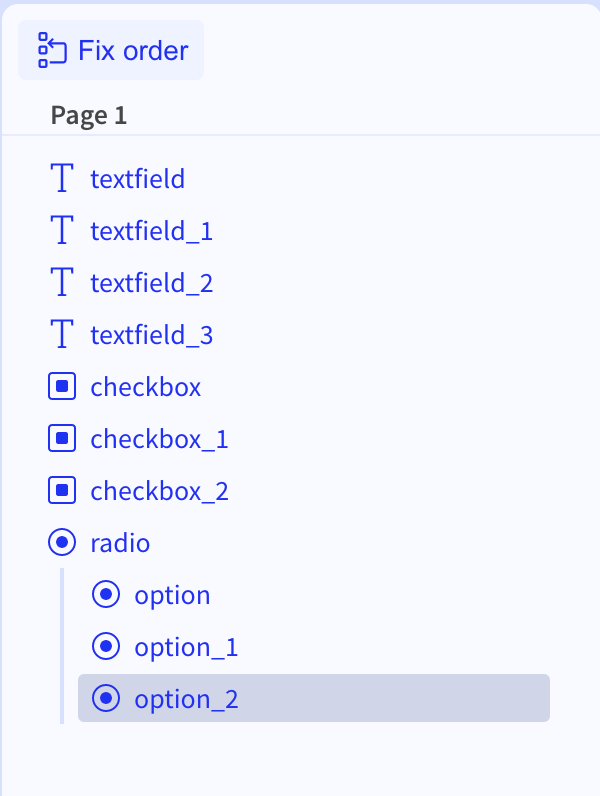 Fix order
Page 1
textfield
textfield_1
textfield_2
textfield_3
checkbox
checkbox_1
checkbox_2
radio
option
option_1
option_2